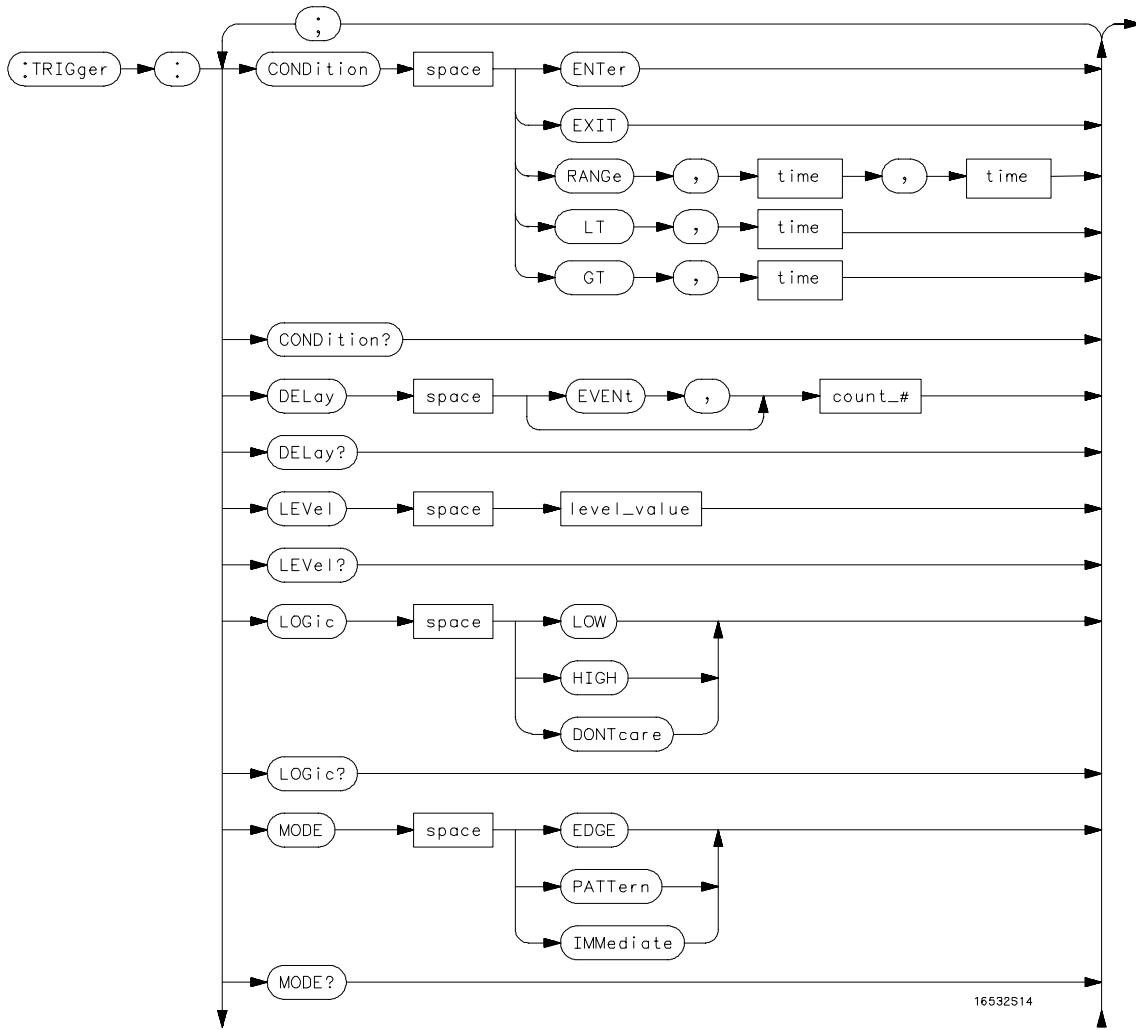 ;
:TRIGger : CONDition space ENTer
EXIT
RANGe , time , time
LT , time
GT , time
CONDition?
DELay space EVENt , count_#
DELay?
LEVel space level_value
LEVel?
LOGic space LOW
HIGH
DONTcare
LOGic?
MODE space EDGE
PATTern
IMMediate
MODE?
16532S14